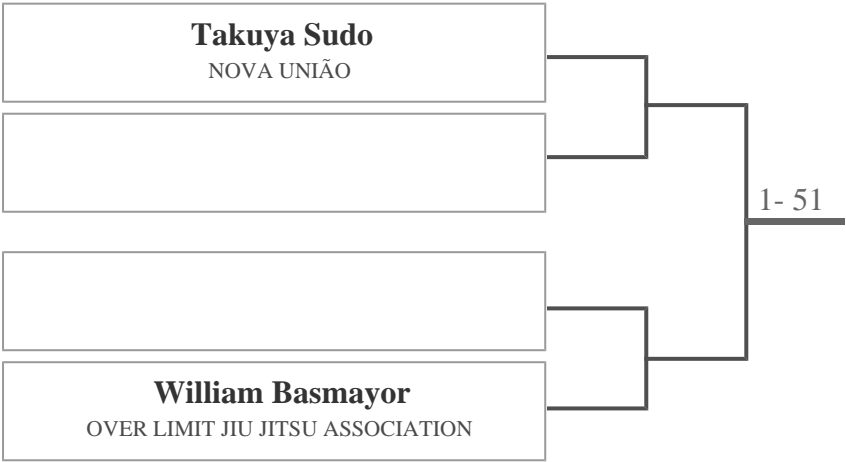 Takuya Sudo
NOVA UNIÃO
1- 51
William Basmayor
OVER LIMIT JIU JITSU ASSOCIATION